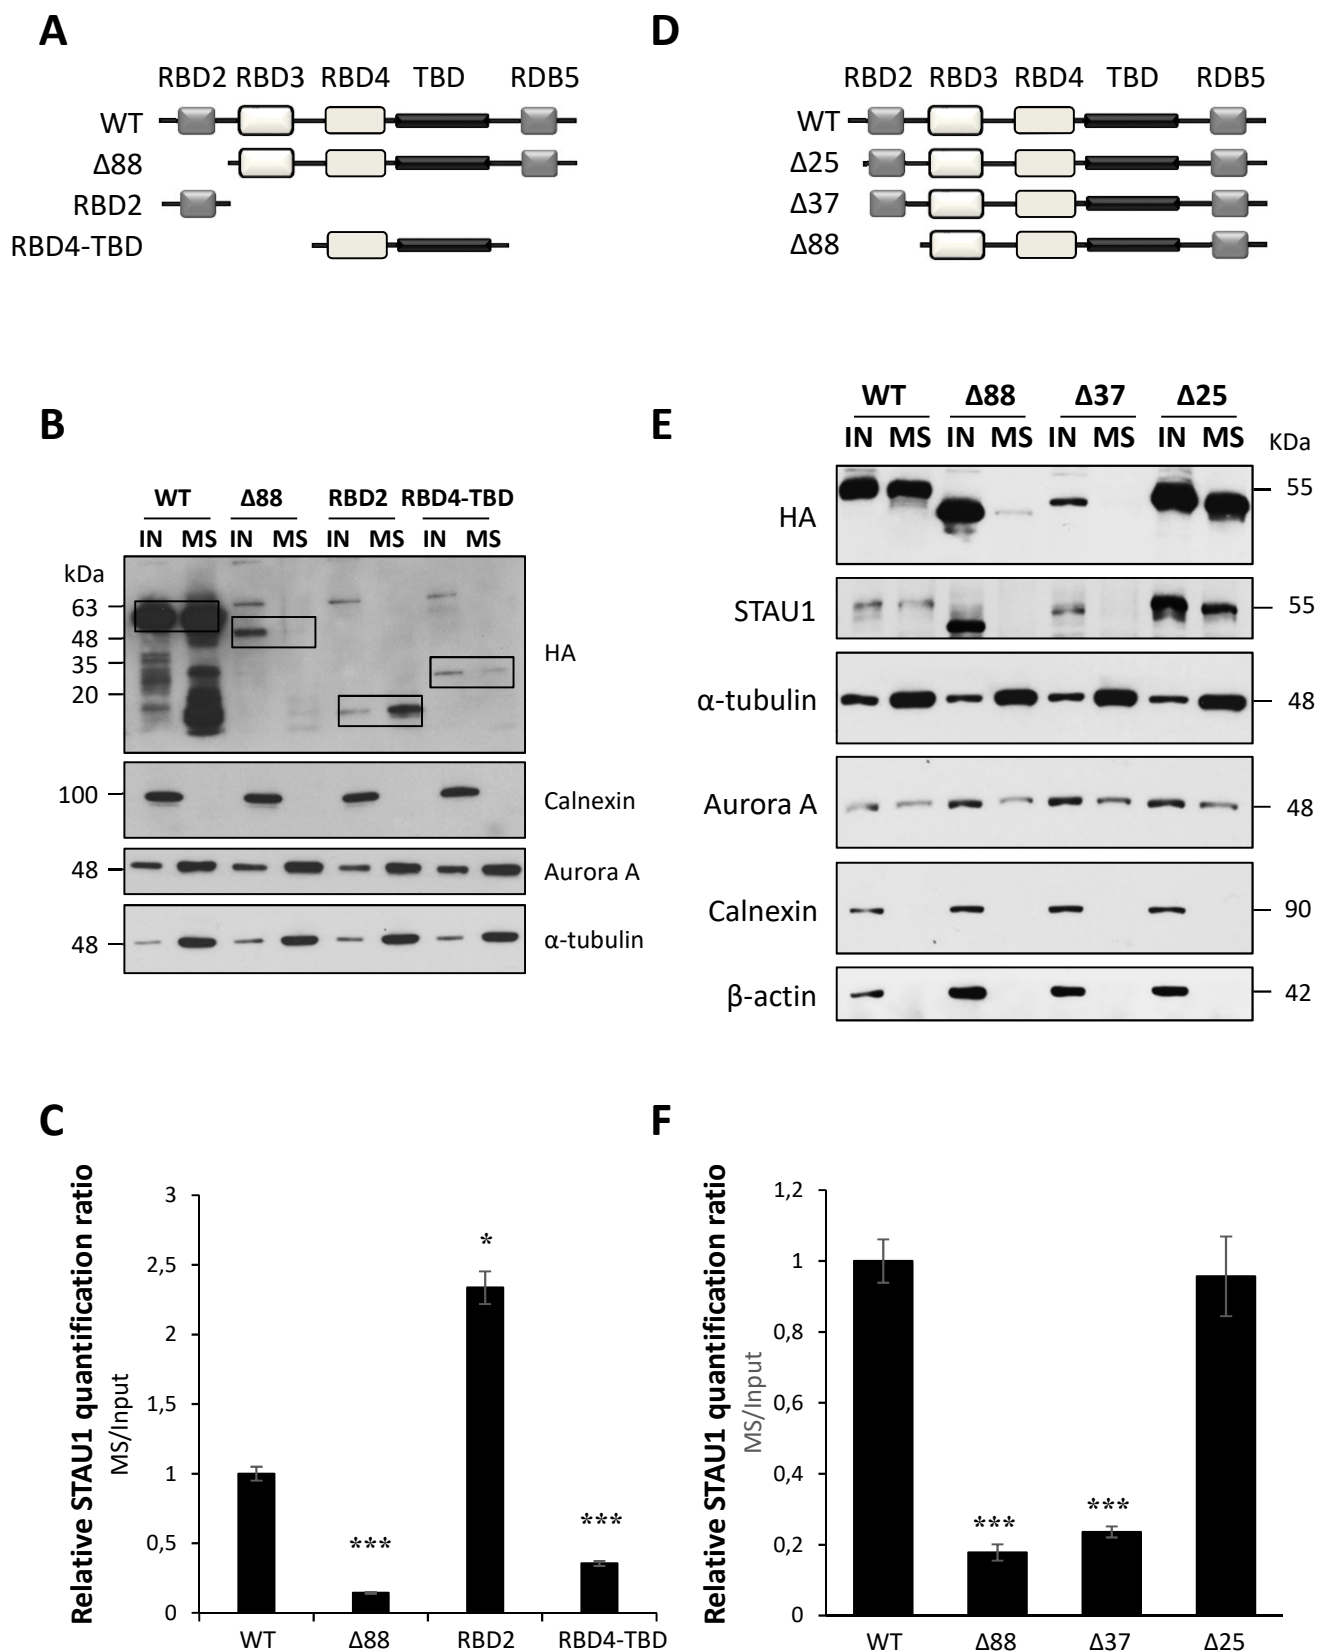 A
RBD2 RBD3 RBD4 TBD RDB5
WT
Δ88
RBD2
RBD4-TBD
D
RBD2 RBD3 RBD4 TBD RDB5
WT
Δ25
Δ37
Δ88
B
WT Δ88 RBD2 RBD4-TBD
IN MS IN MS IN MS IN MS
kDa
63
48
35
20
HA
100
Calnexin
48
Aurora A
48
α-tubulin
E
WT Δ88 Δ37 Δ25
IN MS IN MS IN MS IN MS
KDa
HA
55
STAU1
55
α-tubulin
48
Aurora A
48
Calnexin
90
β-actin
42
C
Relative STAU1 quantification ratio
MS/Input
3
2,5
2
1,5
1
0,5
0
*
***
***
WT Δ88 RBD2 RBD4-TBD
F
Relative STAU1 quantification ratio
MS/Input
1,2
1
0,8
0,6
0,4
0,2
0
***
***
WT Δ88 Δ37 Δ25